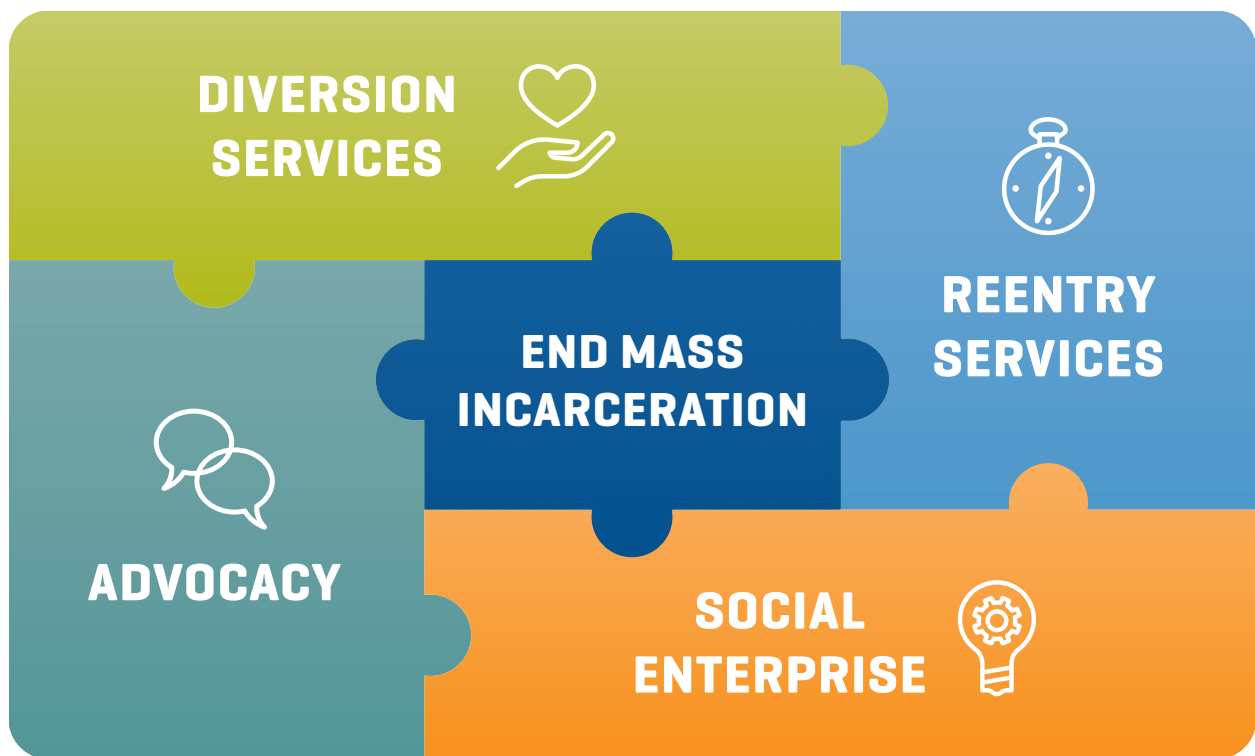 DIVERSION
SERVICES
REENTRY
SERVICES
END MASS
INCARCERATION
ADVOCACY
SOCIAL
ENTERPRISE